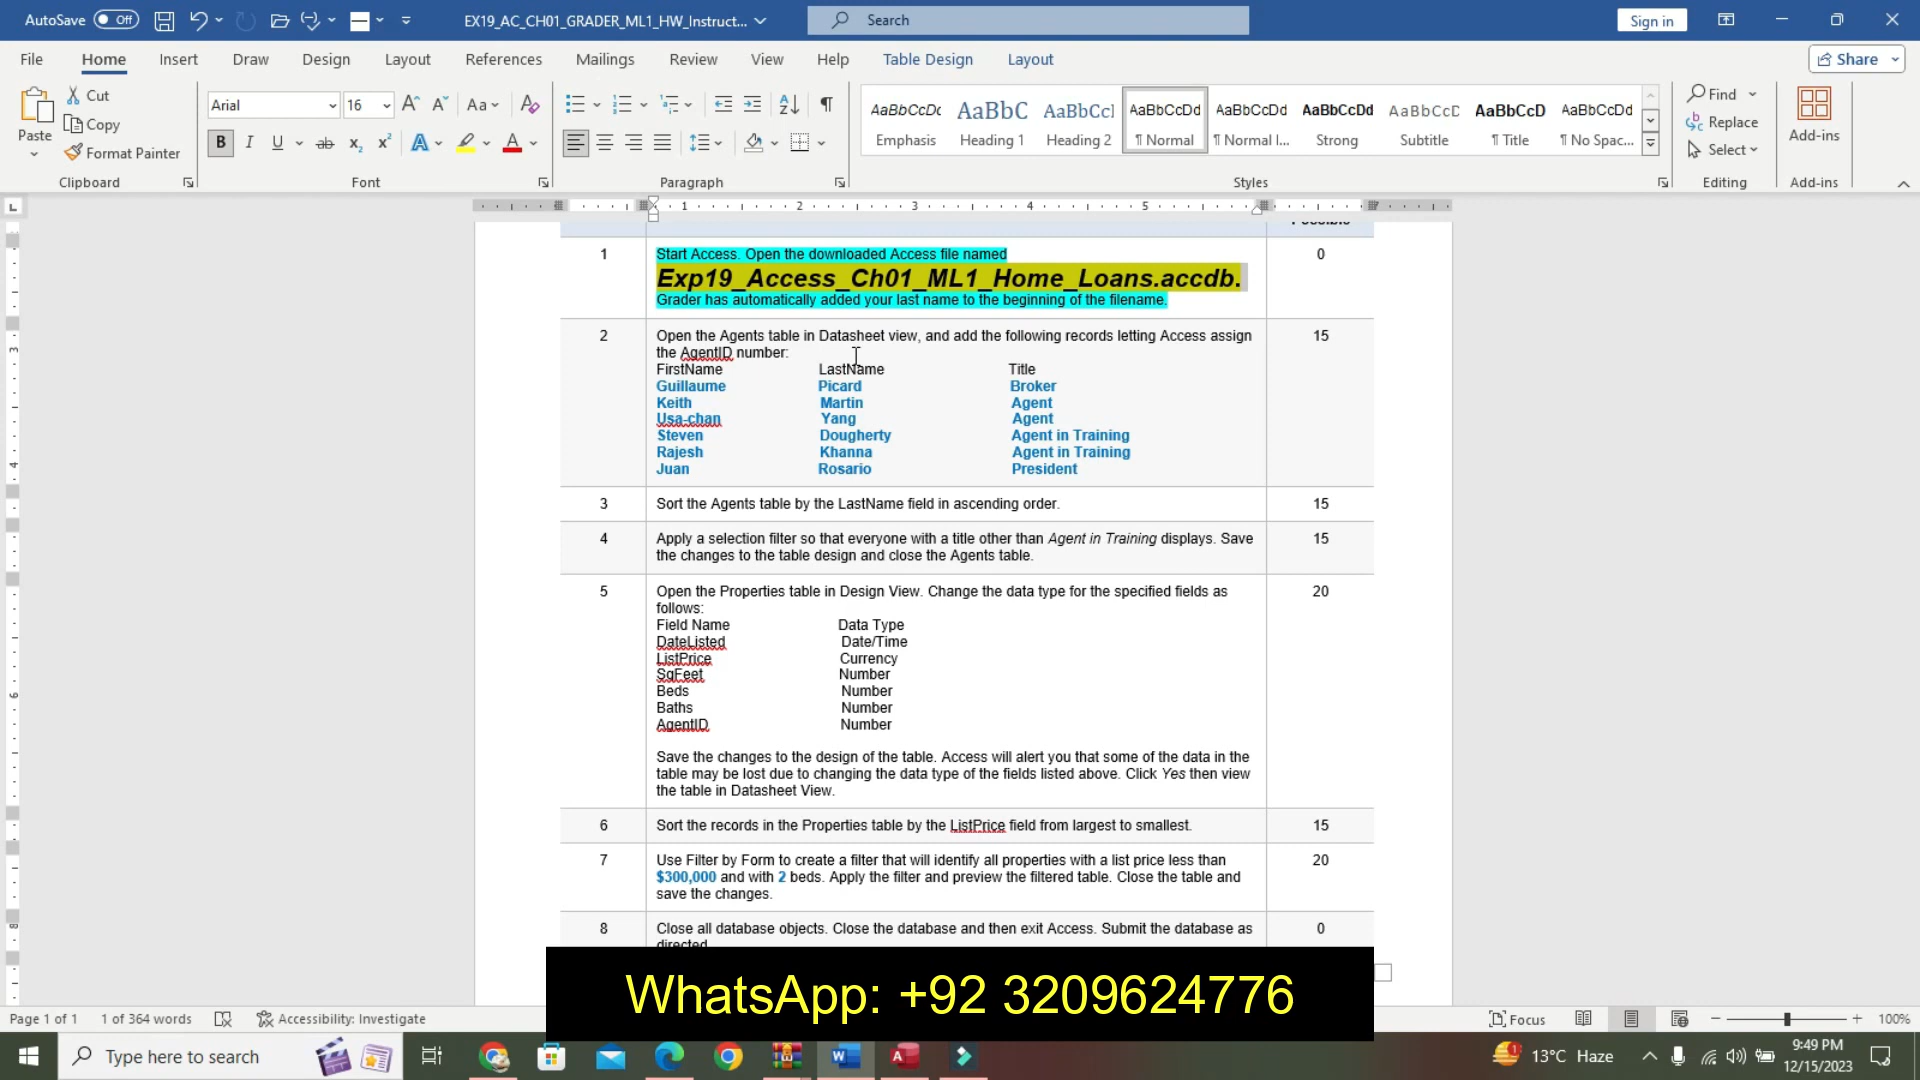 AutoSave Off EX19_AC_CH01_GRADER_ML1_HW_Instruct... Search Sign in
File Home Insert Draw Design Layout References Mailings Review View Help Table Design Layout Share
Paste Cut Copy Format Painter
Arial 16
AaBbCcDc AaBbC AaBbCcI AaBbCcDd AaBbCcDd AaBbCcDd AaBbCcD AaBbCcD AaBbCcDd
Emphasis Heading 1 Heading 2 ¶ Normal ¶ Normal I... Strong Subtitle ¶ Title ¶ No Spac...
Find Replace Select
Add-ins
Clipboard Font Paragraph Styles Editing Add-ins
1 2 3 4 5
Possible
1 Start Access. Open the downloaded Access file named 0
Exp19_Access_Ch01_ML1_Home_Loans.accdb.
Grader has automatically added your last name to the beginning of the filename.
2 Open the Agents table in Datasheet view, and add the following records letting Access assign 15
the AgentID number:
FirstName LastName Title
Guillaume Picard Broker
Keith Martin Agent
Usa-chan Yang Agent
Steven Dougherty Agent in Training
Rajesh Khanna Agent in Training
Juan Rosario President
3 Sort the Agents table by the LastName field in ascending order. 15
4 Apply a selection filter so that everyone with a title other than Agent in Training displays. Save 15
the changes to the table design and close the Agents table.
5 Open the Properties table in Design View. Change the data type for the specified fields as 20
follows:
Field Name Data Type
DateListed Date/Time
ListPrice Currency
SqFeet Number
Beds Number
Baths Number
AgentID Number
Save the changes to the design of the table. Access will alert you that some of the data in the
table may be lost due to changing the data type of the fields listed above. Click Yes then view
the table in Datasheet View.
6 Sort the records in the Properties table by the ListPrice field from largest to smallest. 15
7 Use Filter by Form to create a filter that will identify all properties with a list price less than 20
$300,000 and with 2 beds. Apply the filter and preview the filtered table. Close the table and
save the changes.
8 Close all database objects. Close the database and then exit Access. Submit the database as 0
directed.
WhatsApp: +92 3209624776
Page 1 of 1 1 of 364 words Accessibility: Investigate Focus 100%
Type here to search 13°C Haze 9:49 PM
12/15/2023